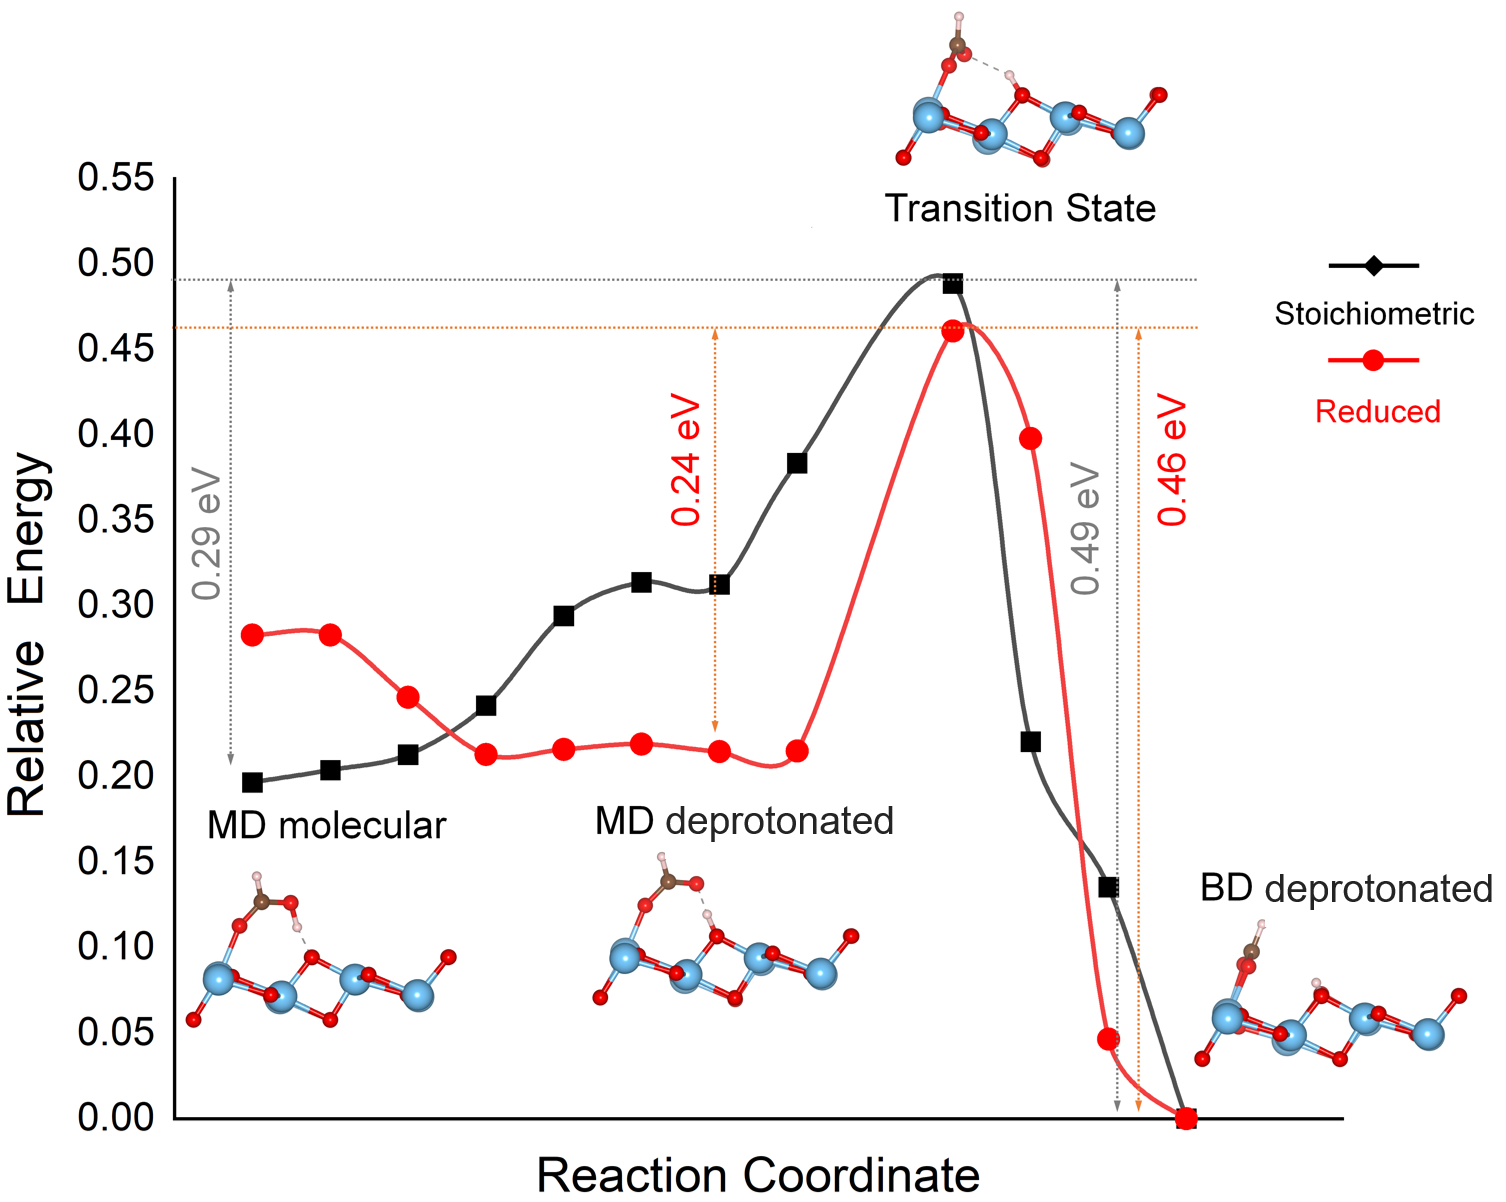 Transition State
0.55
0.50
0.45
0.40
0.35
0.30
0.25
0.20
0.15
0.10
0.05
0.00
Relative Energy
Reaction Coordinate
0.29 eV
0.24 eV
0.49 eV
0.46 eV
Stoichiometric
Reduced
MD molecular
MD deprotonated
BD deprotonated